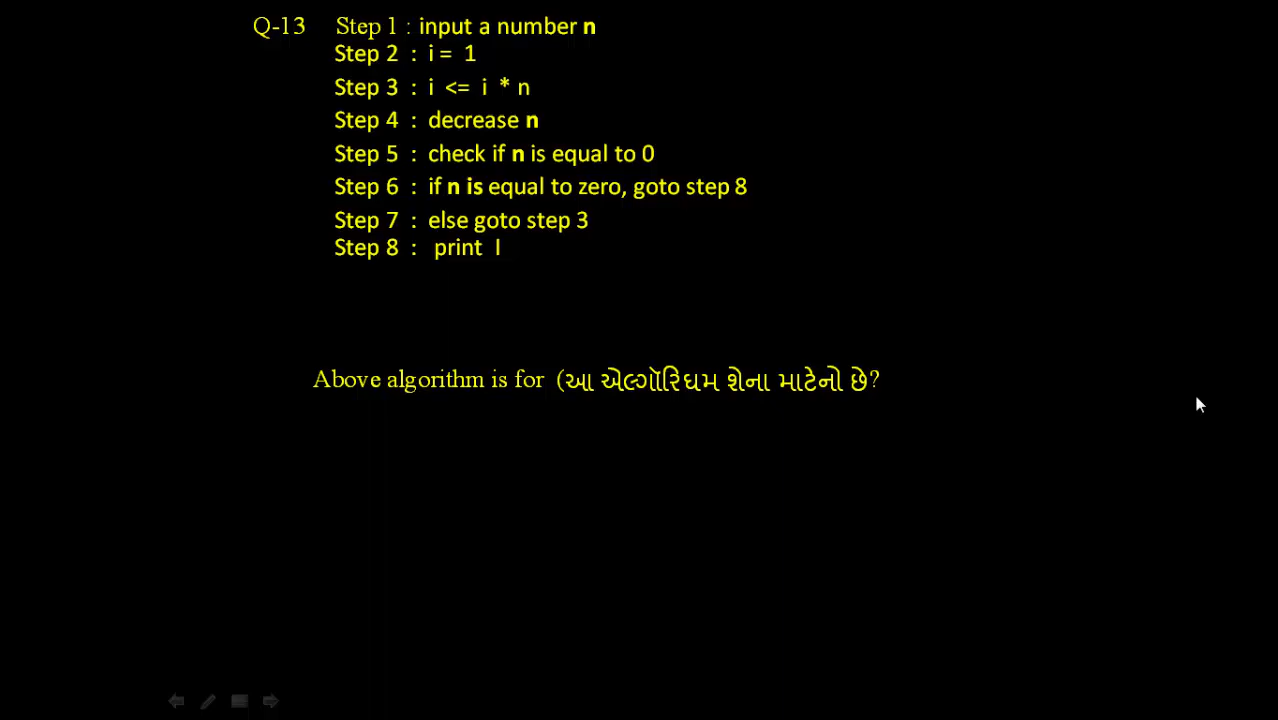 Q-13 Step 1 : input a number n
Step 2 : i = 1
Step 3 : i <= i * n
Step 4 : decrease n
Step 5 : check if n is equal to 0
Step 6 : if n is equal to zero, goto step 8
Step 7 : else goto step 3
Step 8 : print I
Above algorithm is for (આ એલ્ગૉરિઘમ શેના માટેનો છે?